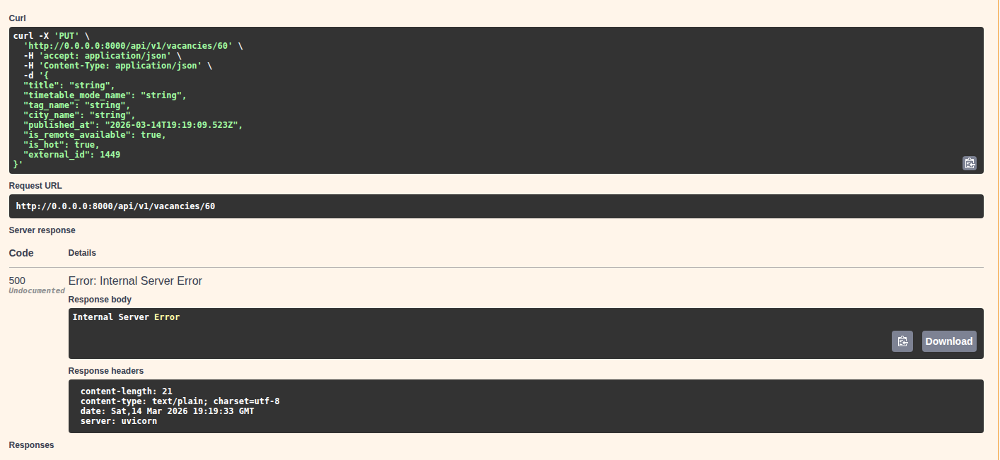 Curl
curl -X 'PUT' \
'http://0.0.0.0:8000/api/v1/vacancies/60' \
-H 'accept: application/json' \
-H 'Content-Type: application/json' \
-d '{
"title": "string",
"timetable_mode_name": "string",
"tag_name": "string",
"city_name": "string",
"published_at": "2026-03-14T19:19:09.523Z",
"is_remote_available": true,
"is_hot": true,
"external_id": 1449
}'
Request URL
http://0.0.0.0:8000/api/v1/vacancies/60
Server response
Code Details
500 Error: Internal Server Error
Undocumented
Response body
Internal Server Error
Download
Response headers
content-length: 21
content-type: text/plain; charset=utf-8
date: Sat,14 Mar 2026 19:19:33 GMT
server: uvicorn
Responses